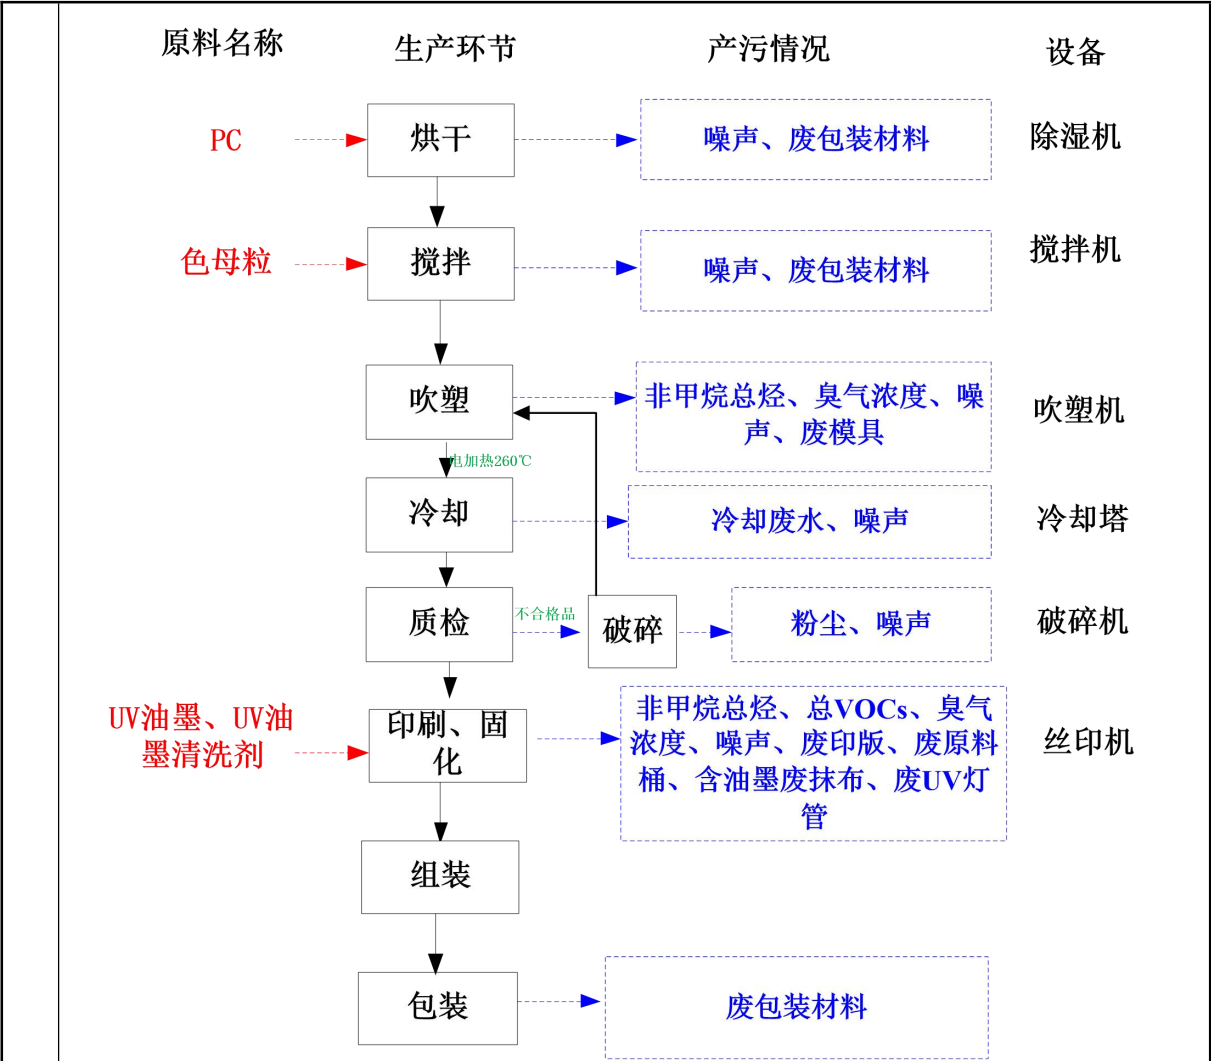 原料名称
生产环节
产污情况
设备
PC
烘干
噪声、废包装材料
除湿机
色母粒
搅拌
噪声、废包装材料
搅拌机
吹塑
非甲烷总烃、臭气浓度、噪
声、废模具
吹塑机
电加热260℃
冷却
冷却废水、噪声
冷却塔
质检
不合格品
破碎
粉尘、噪声
破碎机
UV油墨、UV油
墨清洗剂
印刷、固
化
非甲烷总烃、总VOCs、臭气
浓度、噪声、废印版、废原料
桶、含油墨废抹布、废UV灯
管
丝印机
组装
包装
废包装材料